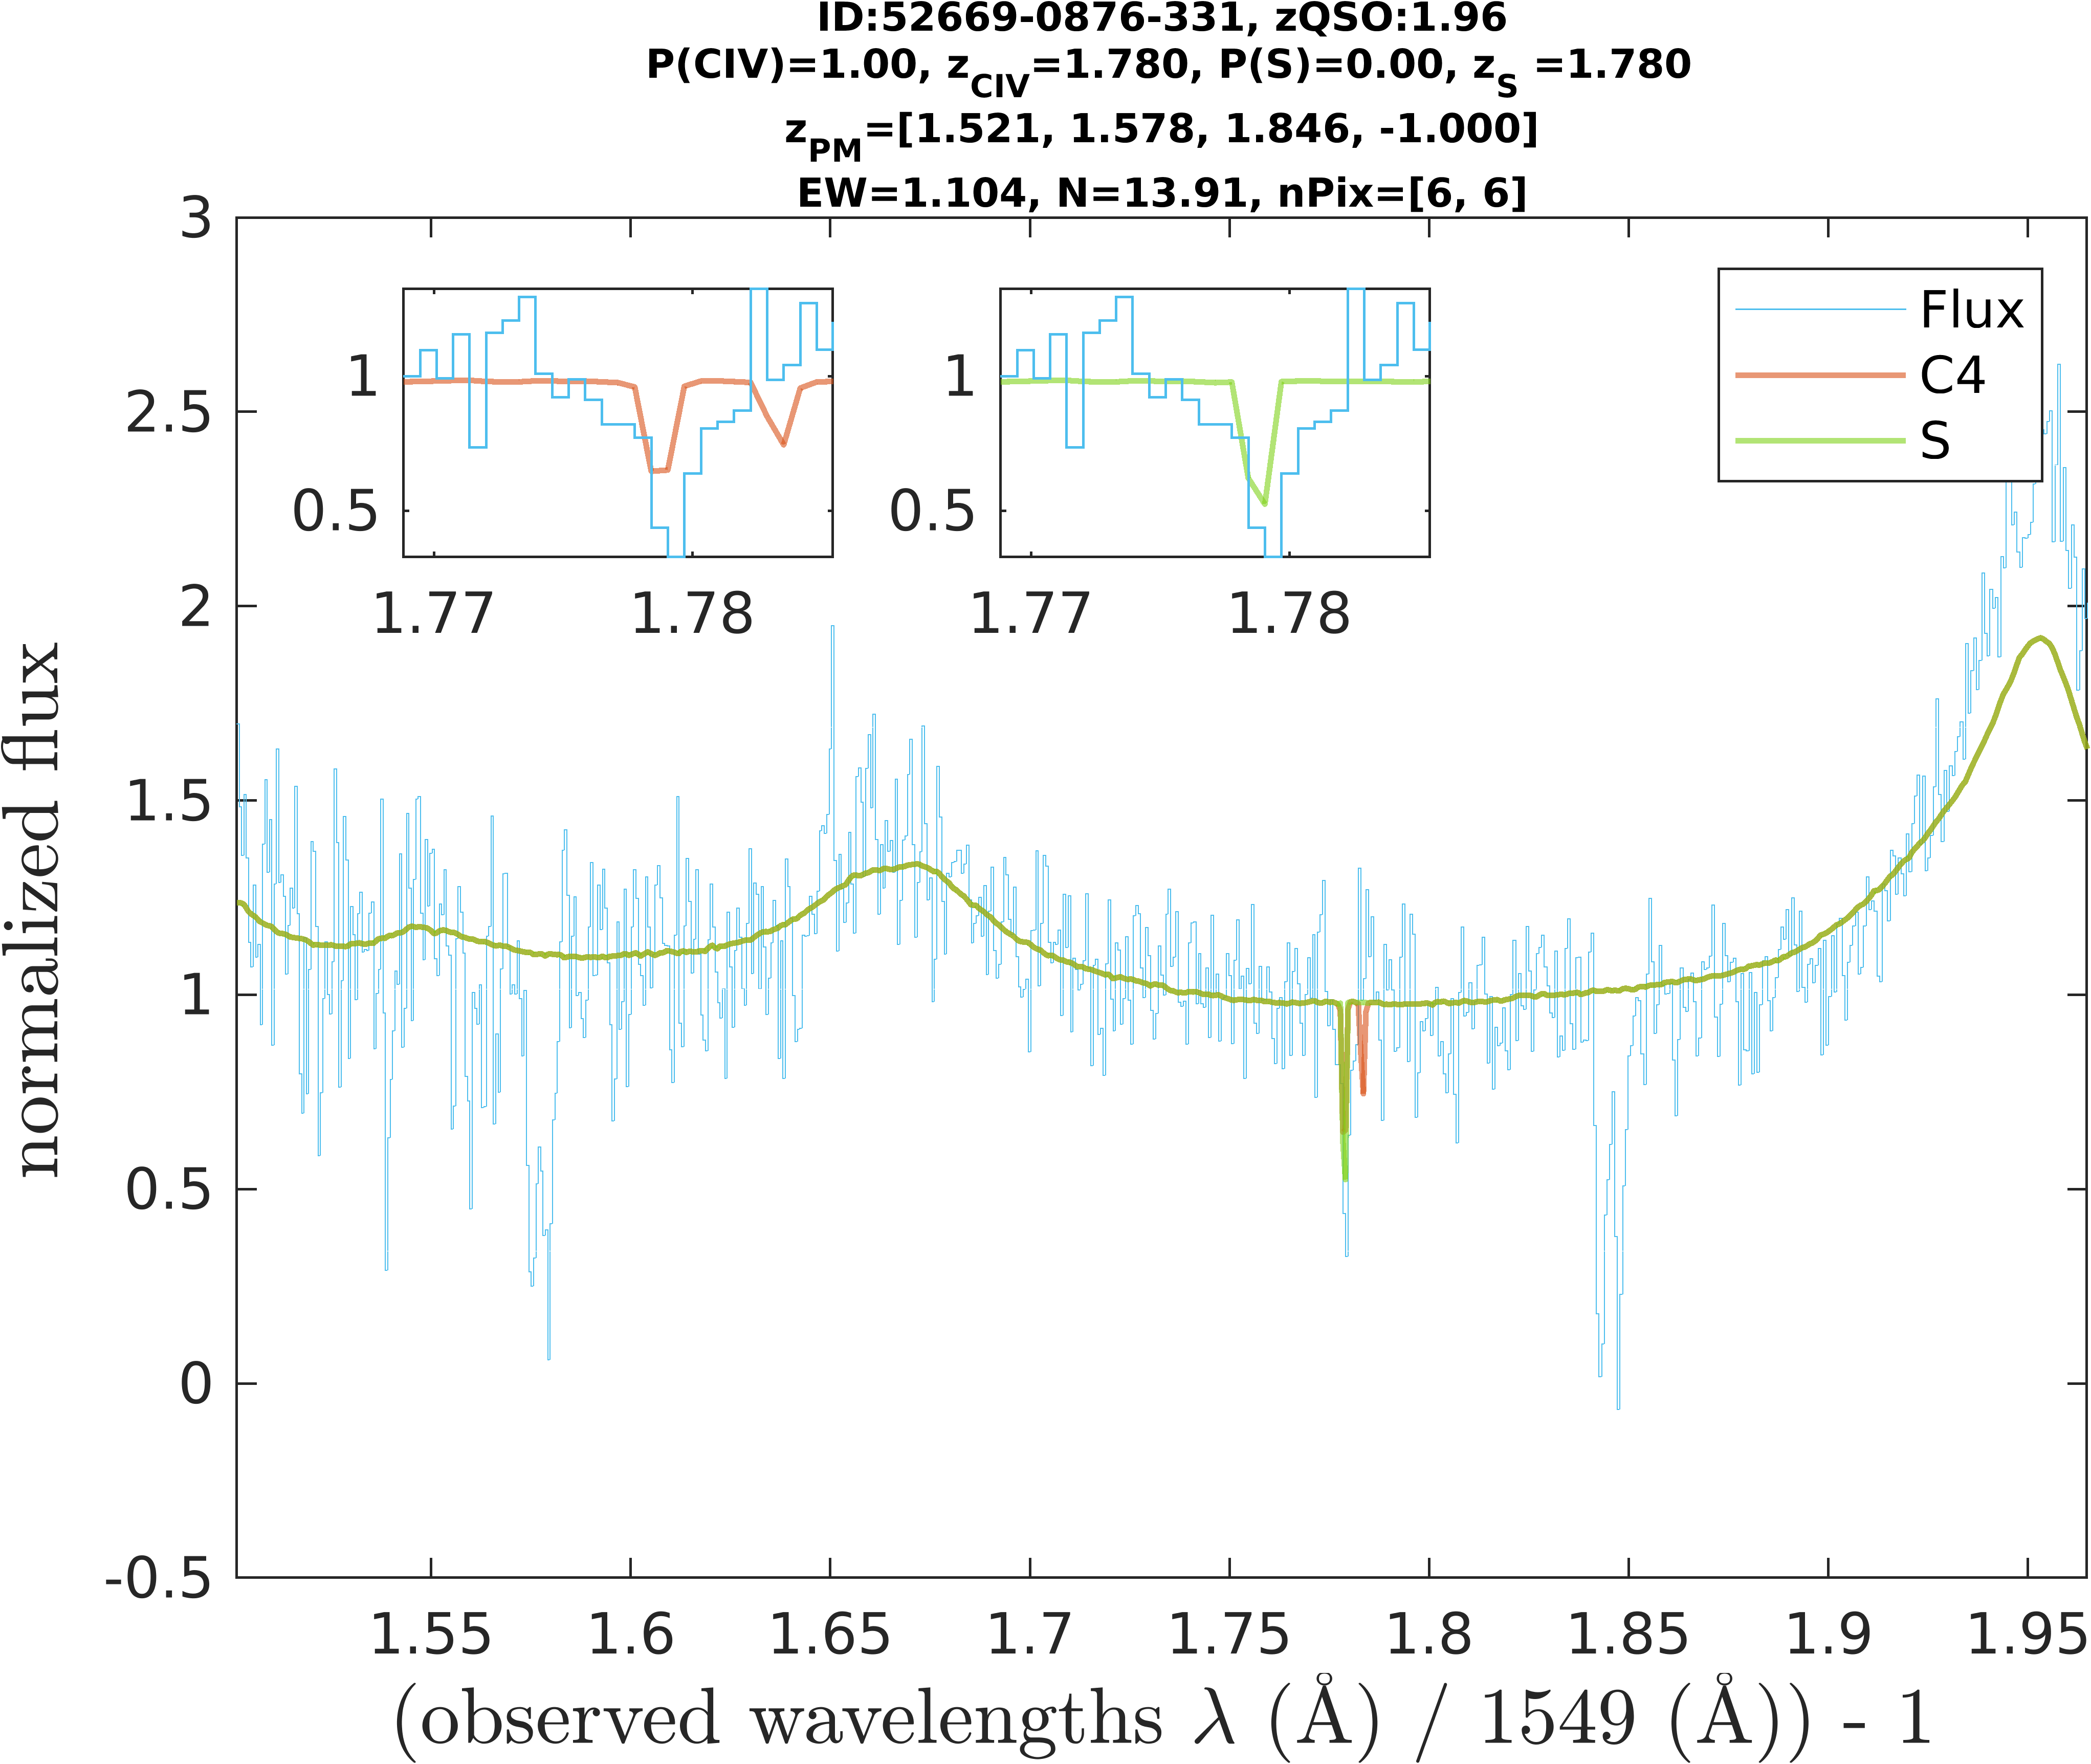 ID:52669-0876-331, zQSO:1.96
P(CIV)=1.00, zCIV=1.780, P(S)=0.00, zS =1.780
zPM=[1.521, 1.578, 1.846, -1.000]
EW=1.104, N=13.91, nPix=[6, 6]
3
2.5
2
1.5
1
0.5
0
-0.5
normalized flux
1
0.5
1.77 1.78
1
0.5
1.77 1.78
Flux
C4
S
1.55 1.6 1.65 1.7 1.75 1.8 1.85 1.9 1.95
(observed wavelengths λ (Å) / 1549 (Å)) - 1